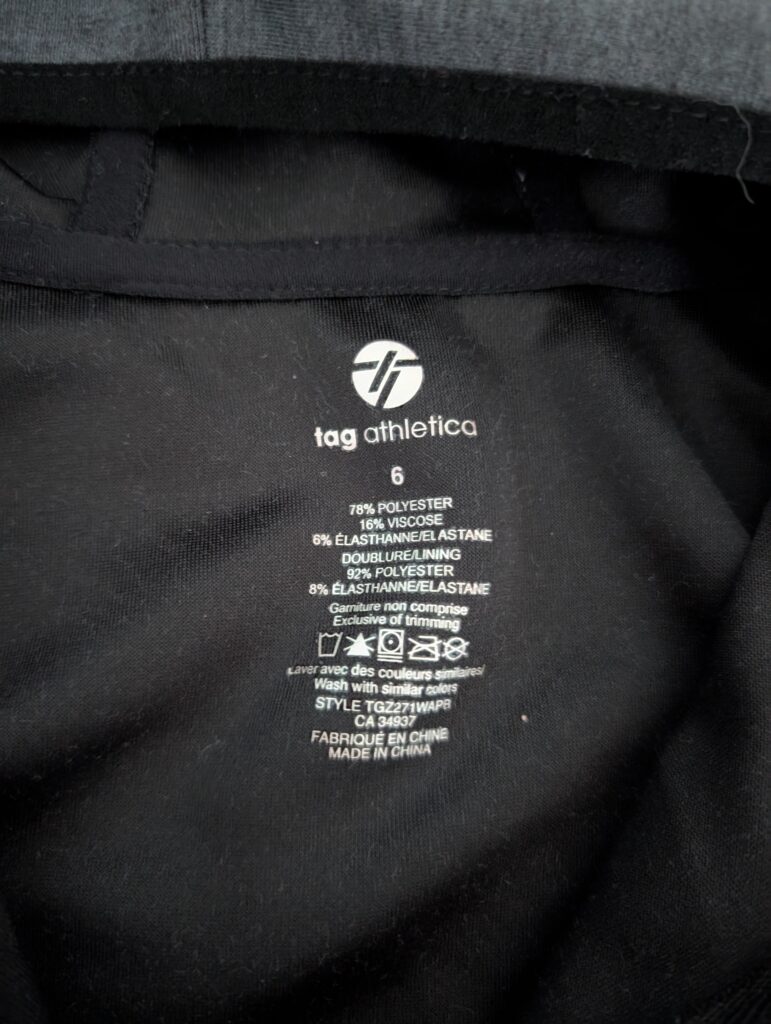 tag athletica
6
78% POLYESTER
16% VISCOSE
6% ÉLASTHANNE/ELASTANE
DOUBLURE/LINING
92% POLYESTER
8% ÉLASTHANNE/ELASTANE
Garniture non comprise
Exclusive of trimming
Laver avec des couleurs similaires/
Wash with similar colors
STYLE TGZ271WAPB
CA 34937
FABRIQUÉ EN CHINE
MADE IN CHINA